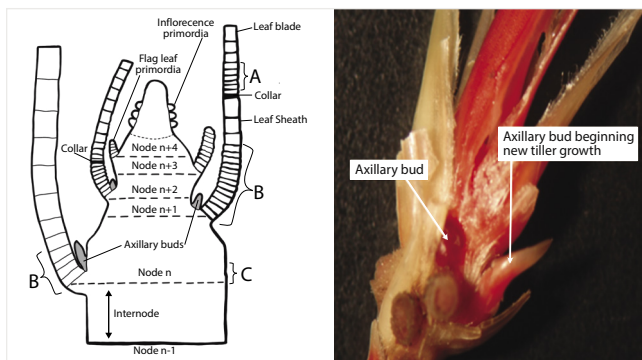 Inflorecence
primordia
Leaf blade
Flag leaf
primordia
A
Collar
Leaf Sheath
Collar
Node n+4
Node n+3
Node n+2
Node n+1
B
Axillary buds
B
Node n
C
Internode
Node n-1
Axillary bud beginning
new tiller growth
Axillary bud